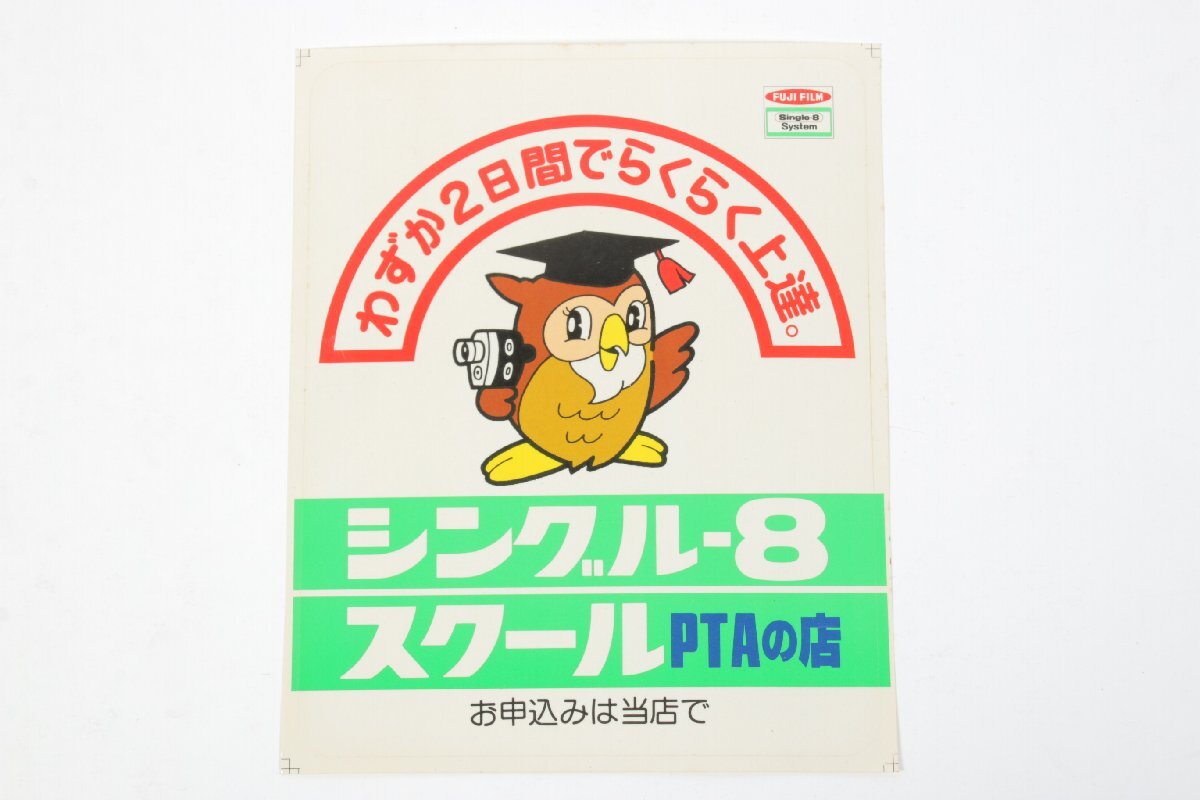 FUJI FILM
Single-8
System
わずか2日間でらくらく上達。
シングル-8
スクール PTAの店
お申込みは当店で